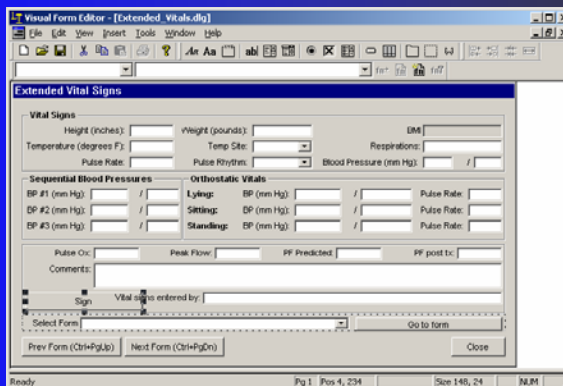 Visual Form Editor - [Extended_Vitals.dlg]
File Edit View Insert Tools Window Help
An Aa ab|
fn+ fn?
Extended Vital Signs
Vital Signs
Height (inches): Weight (pounds): BMI
Temperature (degrees F): Temp Site: Respirations:
Pulse Rate: Pulse Rhythm: Blood Pressure (mm Hg): /
Sequential Blood Pressures Orthostatic Vitals
BP #1 (mm Hg): / Lying: BP (mm Hg): / Pulse Rate:
BP #2 (mm Hg): / Sitting: BP (mm Hg): / Pulse Rate:
BP #3 (mm Hg): / Standing: BP (mm Hg): / Pulse Rate:
Pulse Ox: Peak Flow: PF Predicted: PF post tx:
Comments:
Sign Vital signs entered by:
Select Form Go to form
Prev Form (Ctrl+PgUp) Next Form (Ctrl+PgDn) Close
Ready Pg 1 Pos 4, 234 Size 148, 24 NUM